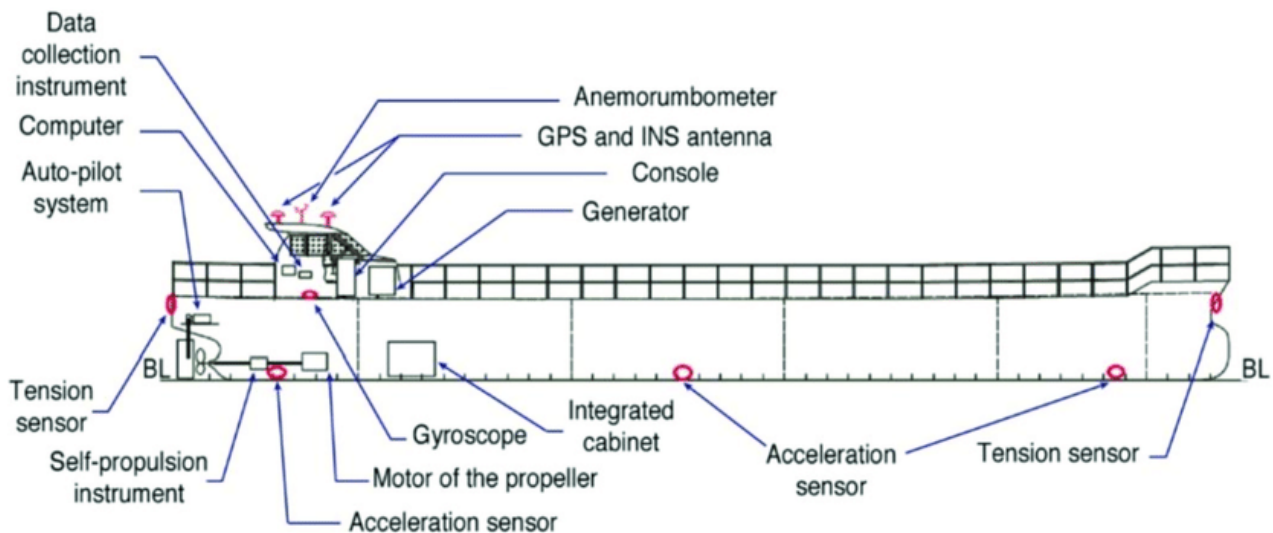 Data
collection
instrument
Computer
Auto-pilot
system
Anemorumbometer
GPS and INS antenna
Console
Generator
BL
BL
Tension
sensor
Self-propulsion
instrument
Gyroscope
Motor of the propeller
Acceleration sensor
Integrated
cabinet
Acceleration
sensor
Tension sensor